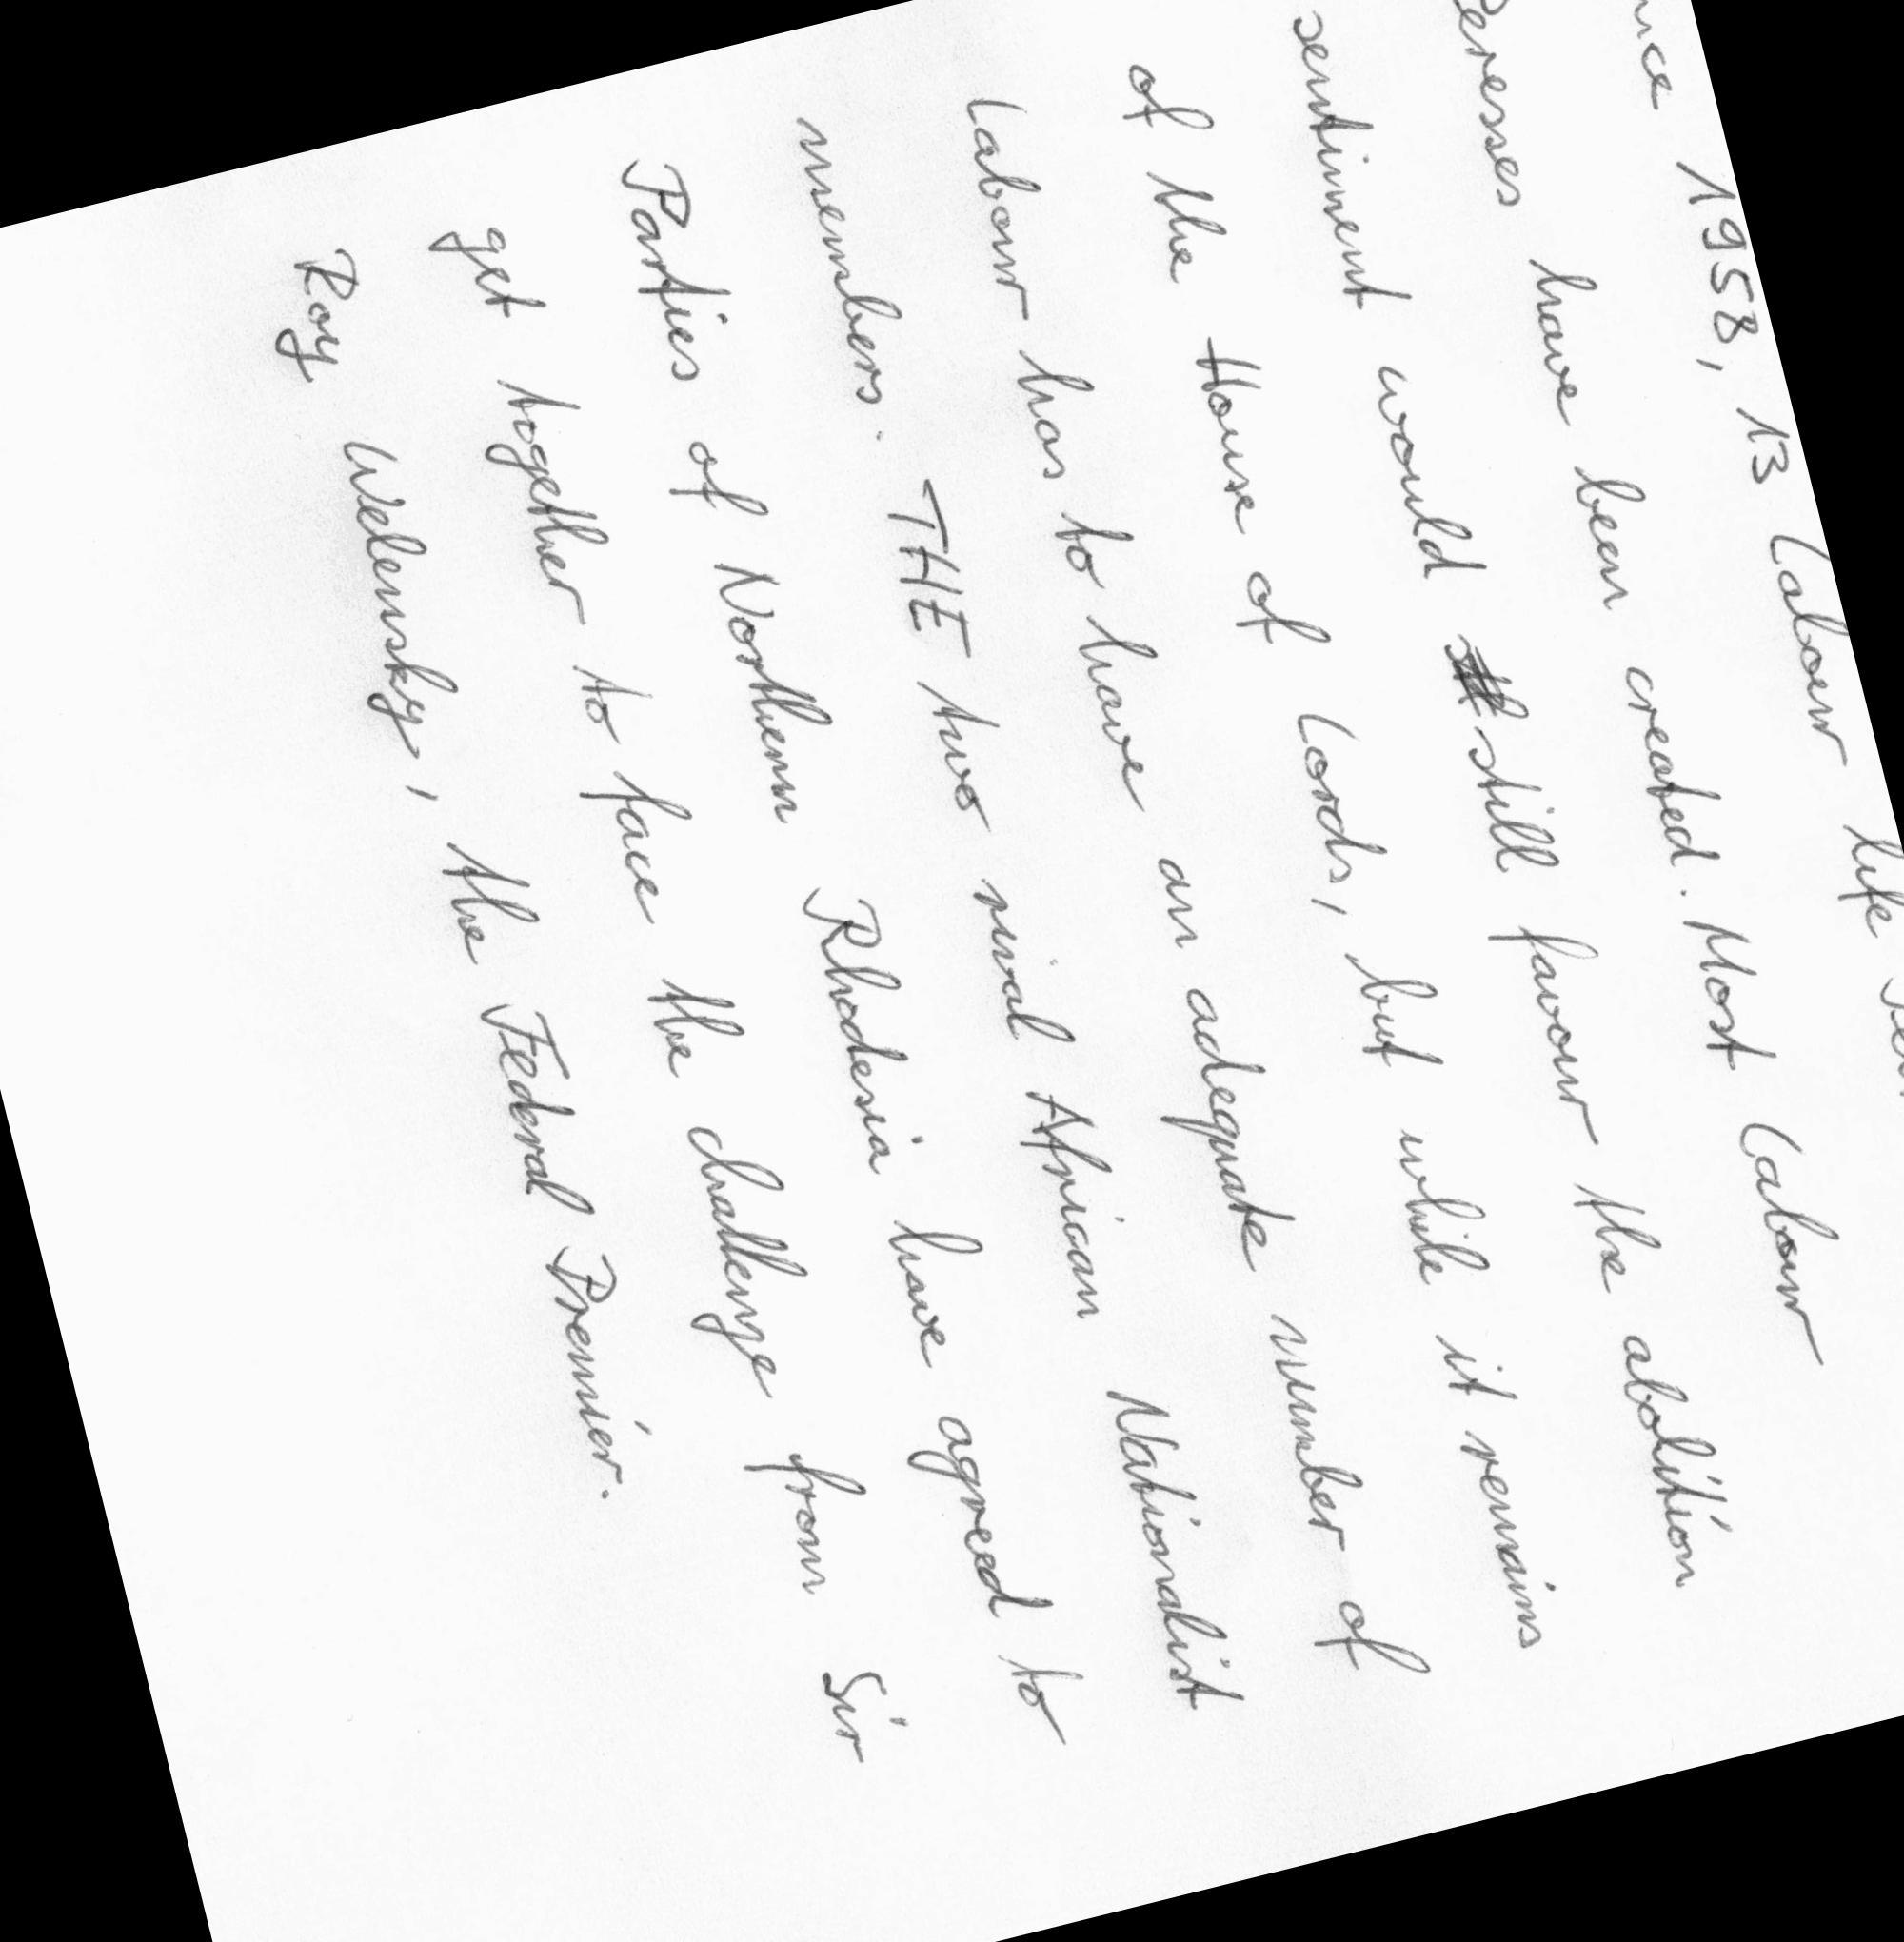 1958, 13 Labour life
have been created. Most Labour
sentiment would still favour the abolition
of the House of Lords, but while it remains
Labour has to have an adequate number of
members. THE two rival African Nationalist
Parties of Northern Rhodesia have agreed to
get together to face the challenge from Sir
Roy Welensky, the Federal Premier.